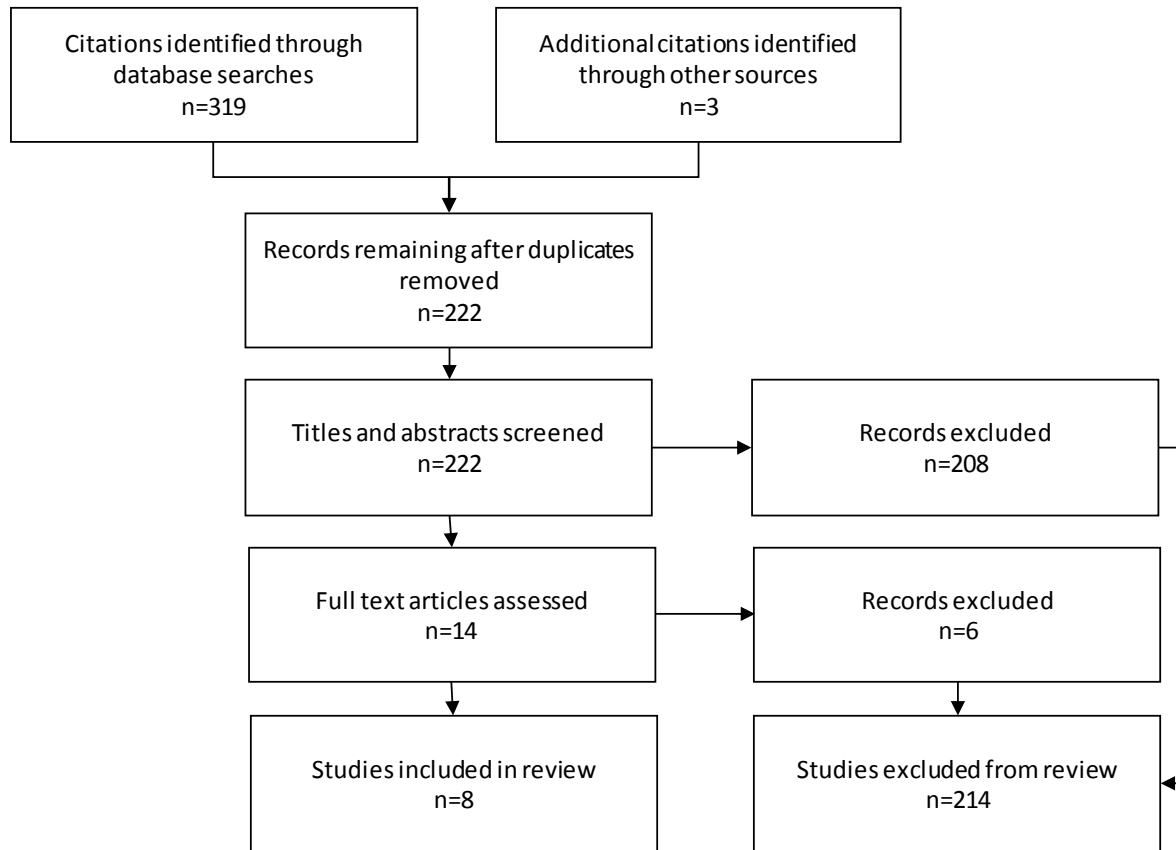 Citations identified through
database searches
n=319
Additional citations identified
through other sources
n=3
Records remaining after duplicates
removed
n=222
Titles and abstracts screened
n=222
Records excluded
n=208
Full text articles assessed
n=14
Records excluded
n=6
Studies included in review
n=8
Studies excluded from review
n=214